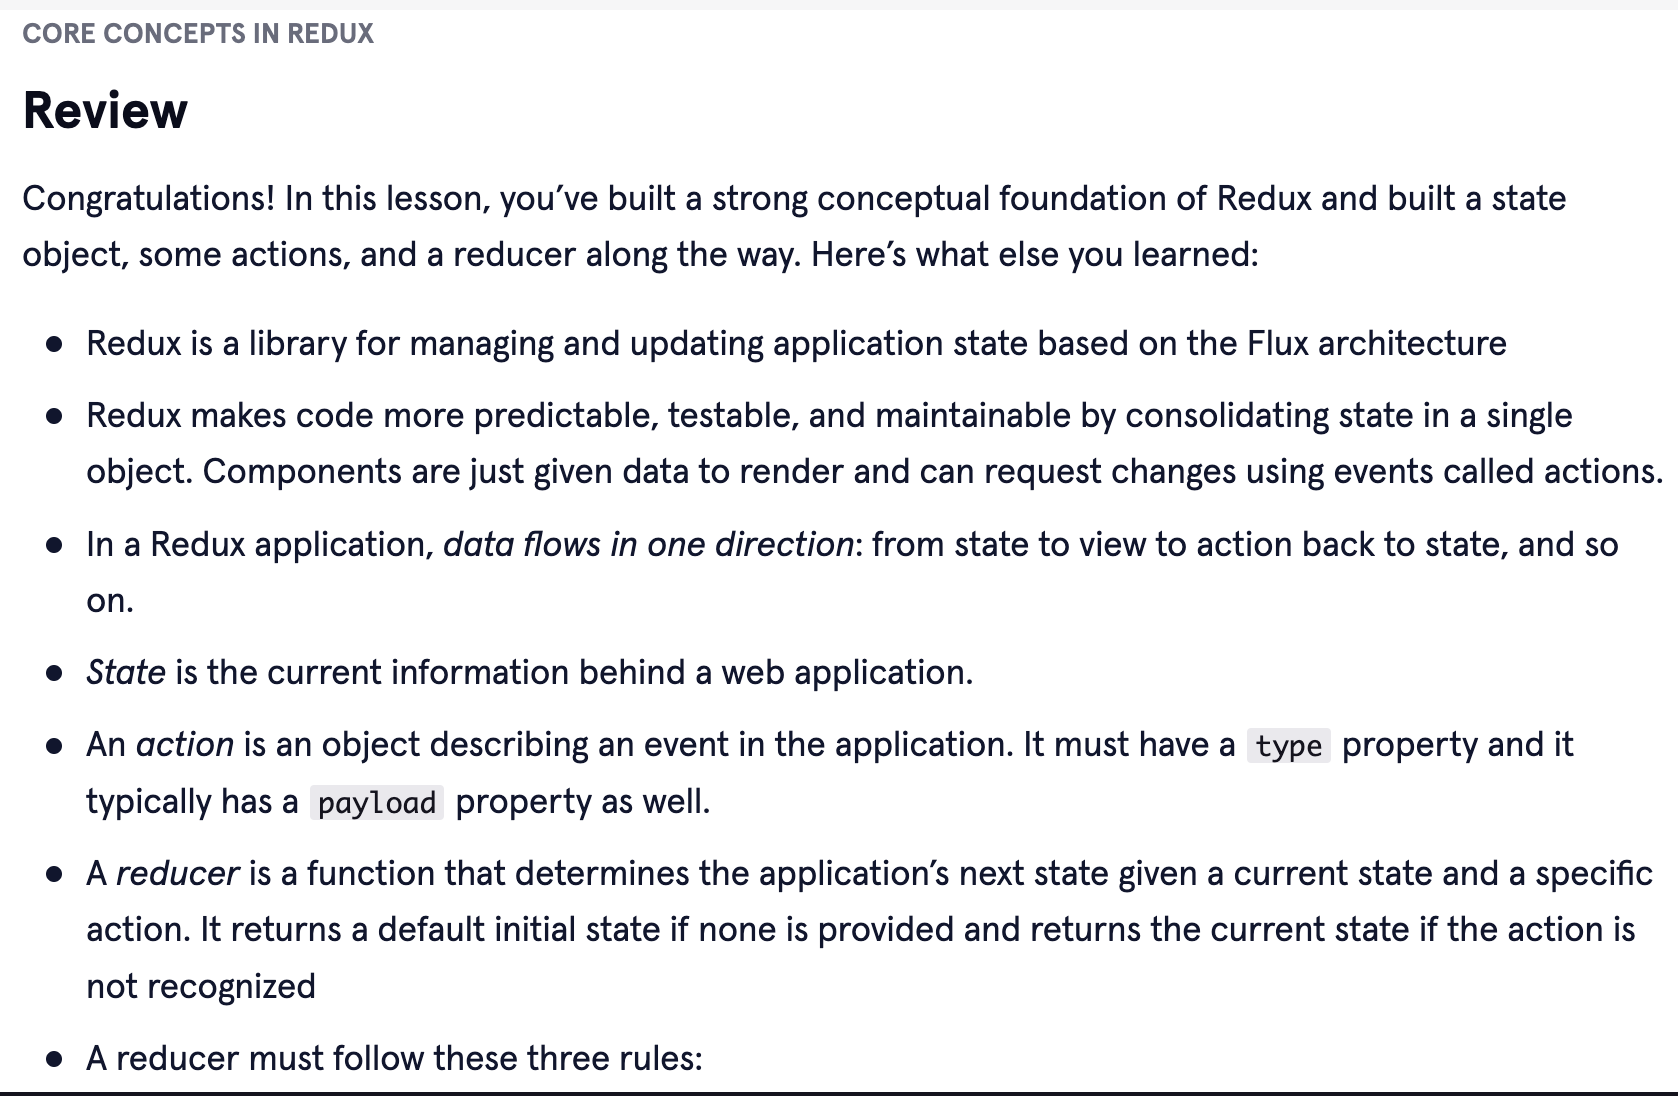 CORE CONCEPTS IN REDUX
Review
Congratulations! In this lesson, you’ve built a strong conceptual foundation of Redux and built a state
object, some actions, and a reducer along the way. Here’s what else you learned:
● Redux is a library for managing and updating application state based on the Flux architecture
● Redux makes code more predictable, testable, and maintainable by consolidating state in a single
object. Components are just given data to render and can request changes using events called actions.
● In a Redux application, data flows in one direction: from state to view to action back to state, and so
on.
● State is the current information behind a web application.
● An action is an object describing an event in the application. It must have a type property and it
typically has a payload property as well.
● A reducer is a function that determines the application’s next state given a current state and a specific
action. It returns a default initial state if none is provided and returns the current state if the action is
not recognized
● A reducer must follow these three rules: